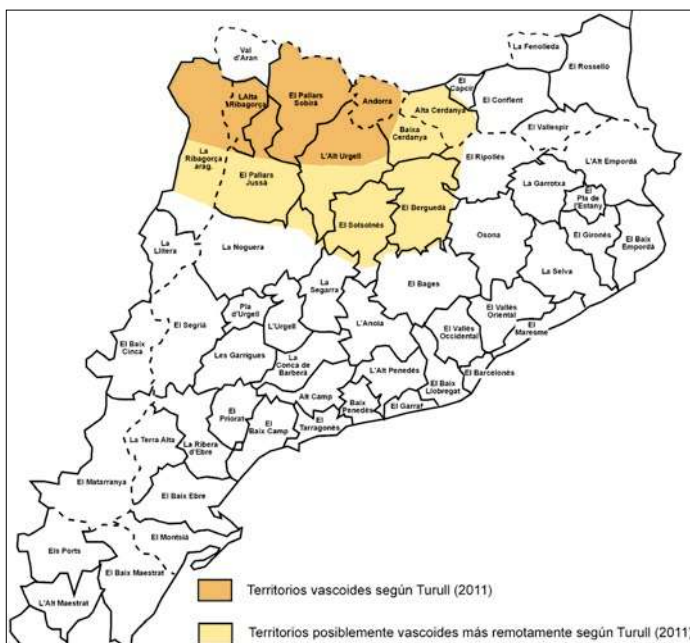 Val
d'Aran
La Fenolleda
El Rosselló
El
Capcir
L'Alta
Ribagorça
El Pallars
Sobirà
Andorra
Alta Cerdanya
El Conflent
Baixa
Cerdanya
El Vallespir
La
Ribagorça
arag.
El Pallars
Jussà
L'Alt Urgell
El Ripollès
L'Alt Empordà
La Garrotxa
El
Pla de
l'Estany
El Solsolnès
El Berguedà
Osona
El Gironès
El Baix
Empordà
La
Llitera
La Noguera
La
Segarra
El Bages
La Selva
El Baix
Cinca
El Segrià
Pla
d'Urgell
L'Urgell
L'Anoia
El Vallès
Oriental
El Vallès
Occidental
El
Maresme
Les Garrigues
La
Conca de
Barberà
L'Alt Penedès
El Barcelonès
El Baix
Llobregat
Alt Camp
Baix
Penedès
El Garraf
El
Priorat
El
Baix Camp
El
Tarragonès
La Terra Alta
La Ribera
d'Ebre
El Matarranya
El Baix Ebre
El Montsià
Els Ports
El Baix Maestrat
L'Alt Maestrat
Territorios vascoides según Turull (2011)
Territorios posiblemente vascoides más remotamente según Turull (2011)